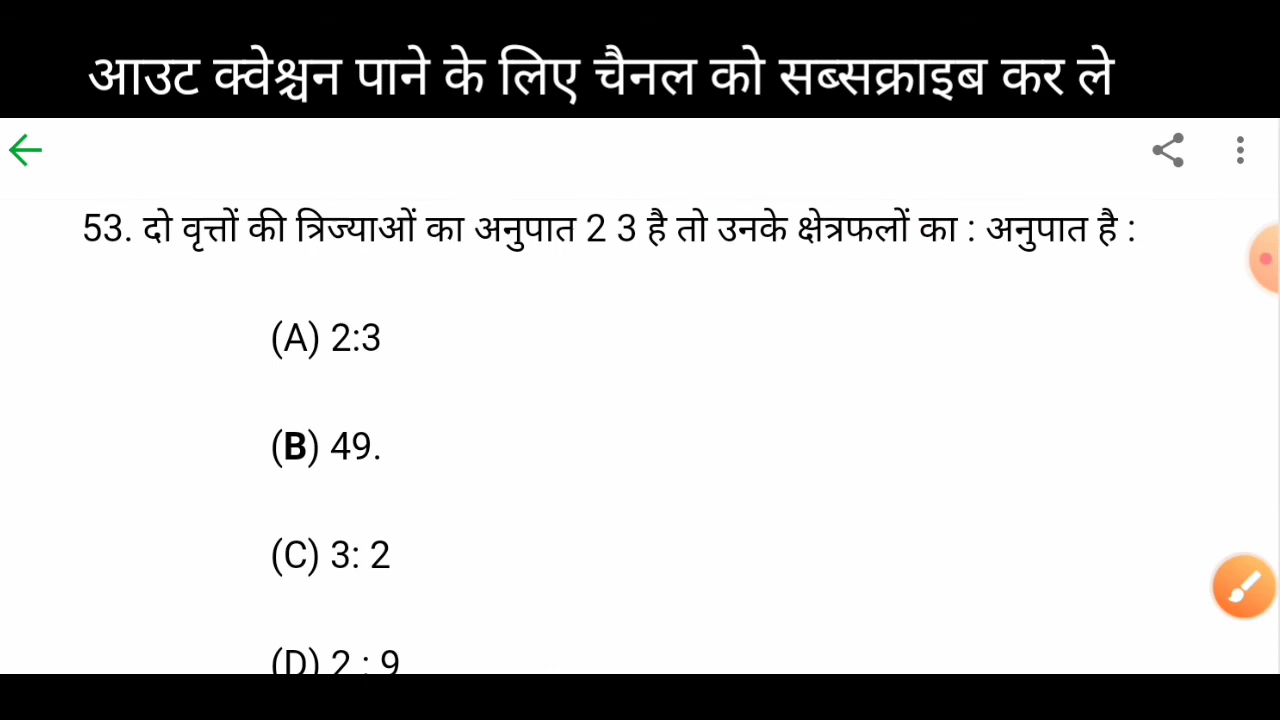 आउट क्वेश्चन पाने के लिए चैनल को सब्सक्राइब कर ले
53. दो वृत्तों की त्रिज्याओं का अनुपात 2 3 है तो उनके क्षेत्रफलों का : अनुपात है :
(A) 2:3
(B) 49.
(C) 3: 2
(D) 2 : 9